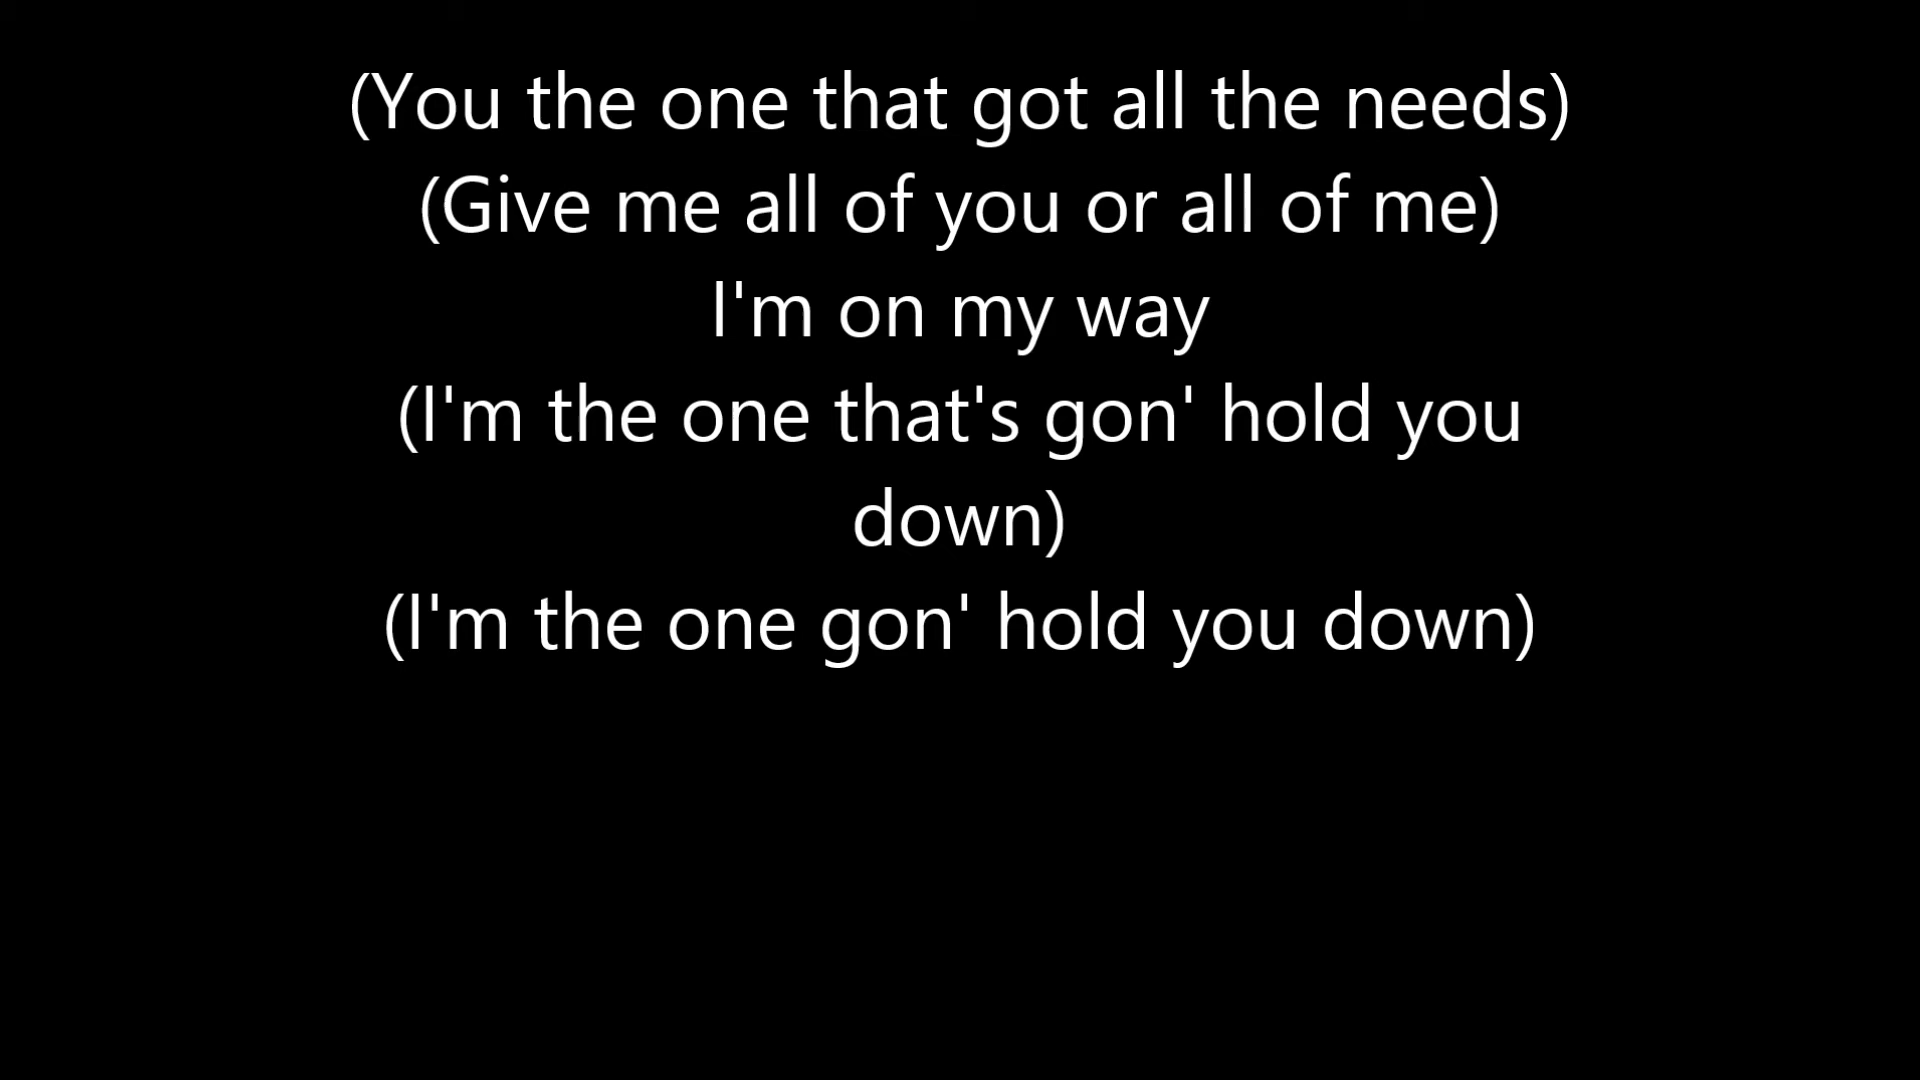 (You the one that got all the needs)
(Give me all of you or all of me)
I'm on my way
(I'm the one that's gon' hold you
down)
(I'm the one gon' hold you down)